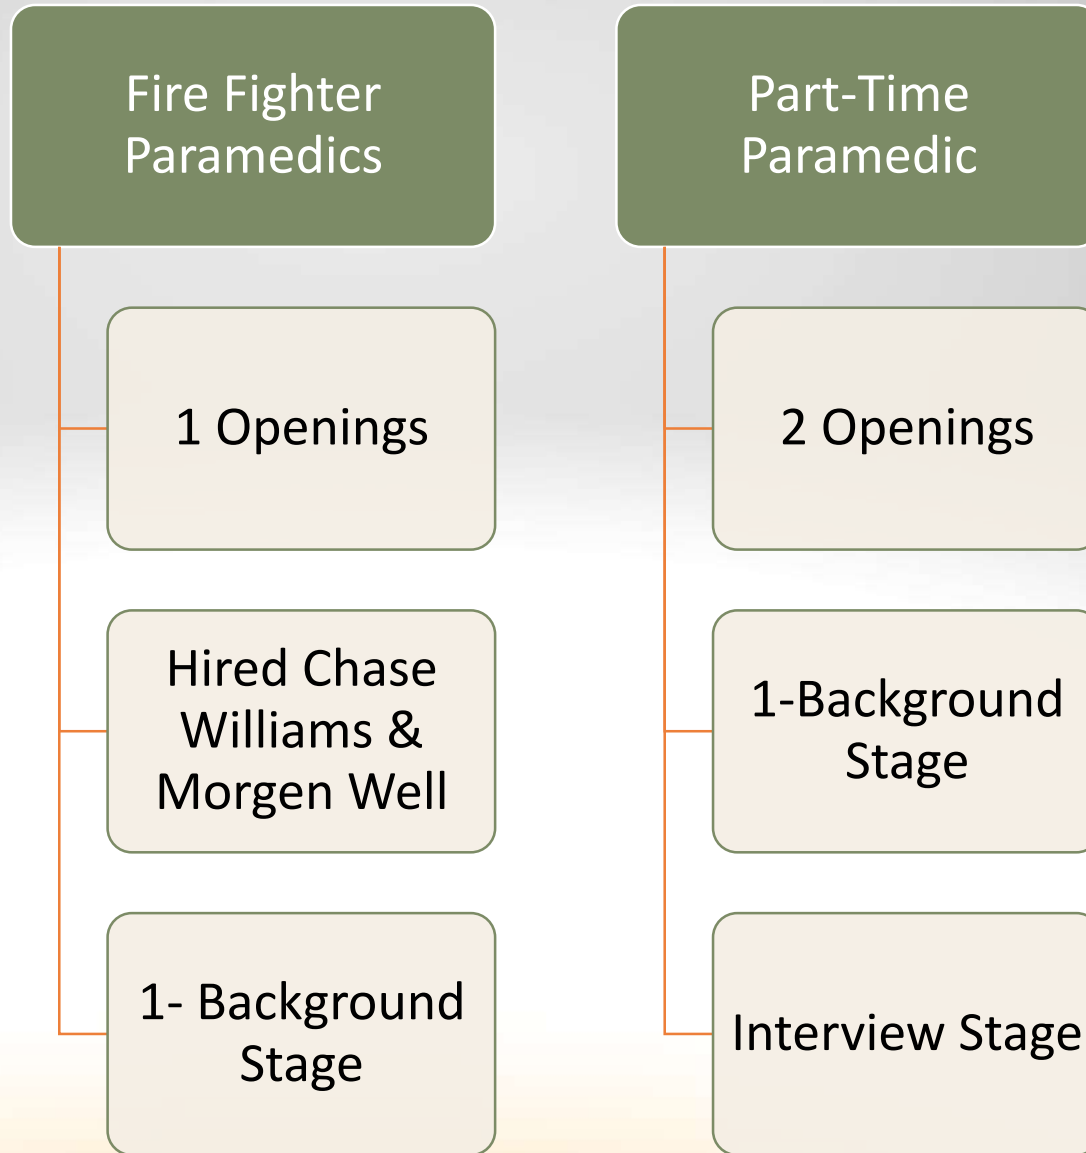 Fire Fighter
Paramedics
1 Openings
Hired Chase
Williams &
Morgen Well
1- Background
Stage
Part-Time
Paramedic
2 Openings
1-Background
Stage
Interview Stage